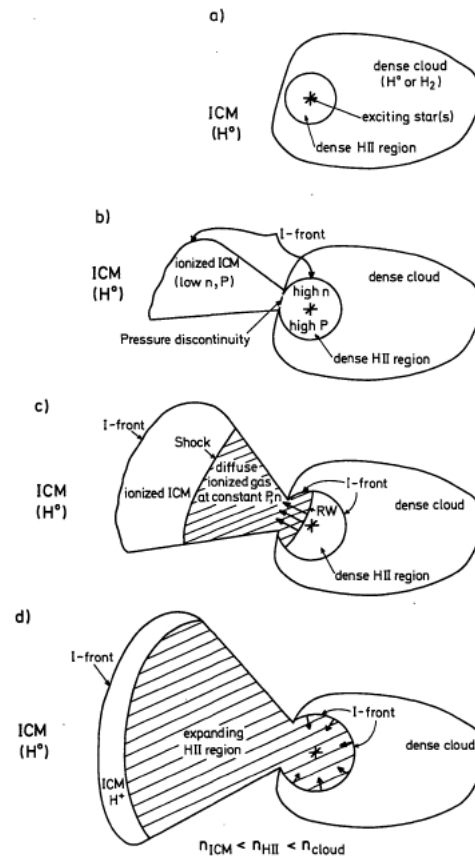 a)
dense cloud
(H° or H₂)
ICM
(H°)
exciting star(s)
dense HII region
b)
I-front
ionized ICM
(low n, P)
ICM
(H°)
dense cloud
high n
high P
Pressure discontinuity
dense HII region
c)
I-front
Shock
I-front
diffuse
ionized gas
at constant P,n
ionized ICM
ICM
(H°)
RW
dense cloud
dense HII region
d)
I-front
I-front
ICM
(H°)
expanding
HII region
dense cloud
ICM
H⁺
nICM < nHII < ncloud